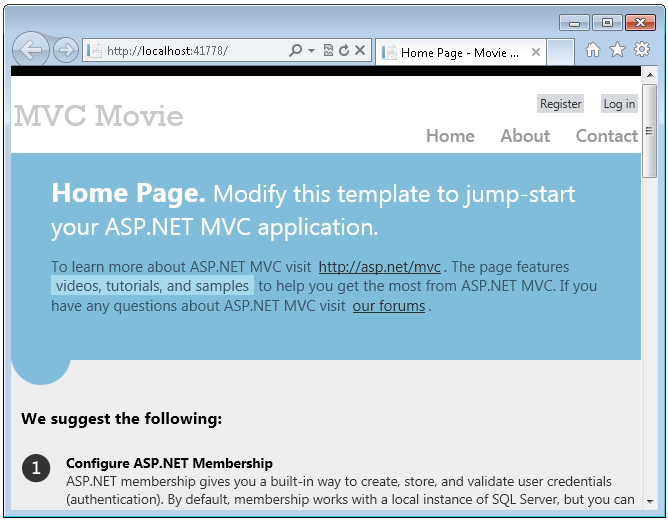 http://localhost:41778/
Home Page - Movie ...
Register Log in
MVC Movie
Home About Contact
Home Page. Modify this template to jump-start
your ASP.NET MVC application.
To learn more about ASP.NET MVC visit http://asp.net/mvc . The page features
videos, tutorials, and samples to help you get the most from ASP.NET MVC. If you
have any questions about ASP.NET MVC visit our forums .
We suggest the following:
1 Configure ASP.NET Membership
ASP.NET membership gives you a built-in way to create, store, and validate user credentials
(authentication). By default, membership works with a local instance of SQL Server, but you can